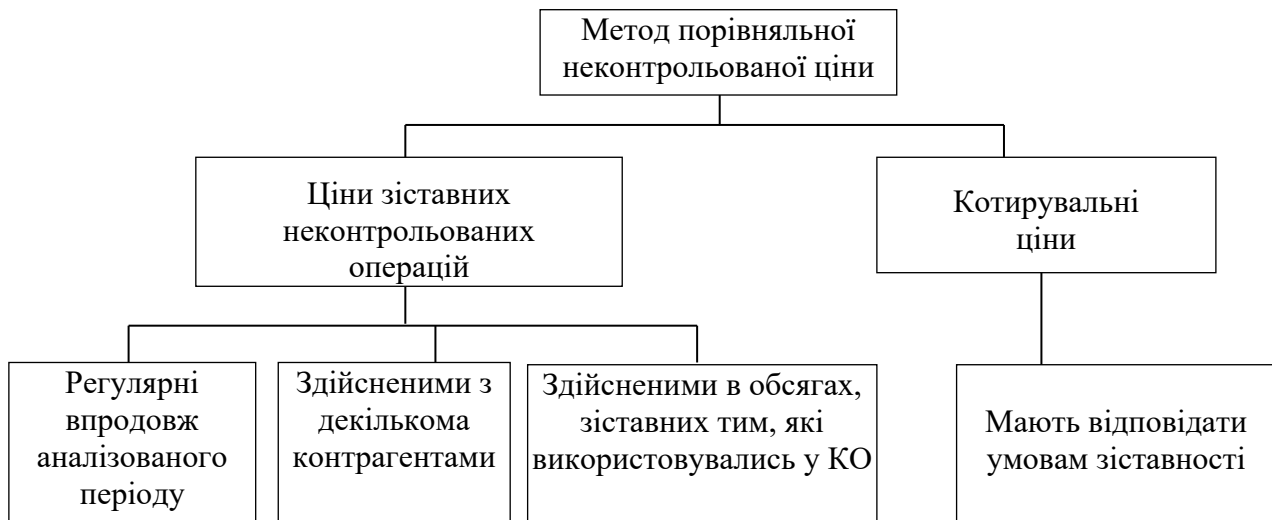 Метод порівняльної
неконтрольованої ціни
Ціни зіставних
неконтрольованих
операцій
Котирувальні
ціни
Регулярні
впродовж
аналізованого
періоду
Здійсненими з
декількома
контрагентами
Здійсненими в обсягах,
зіставних тим, які
використовувались у КО
Мають відповідати
умовам зіставності